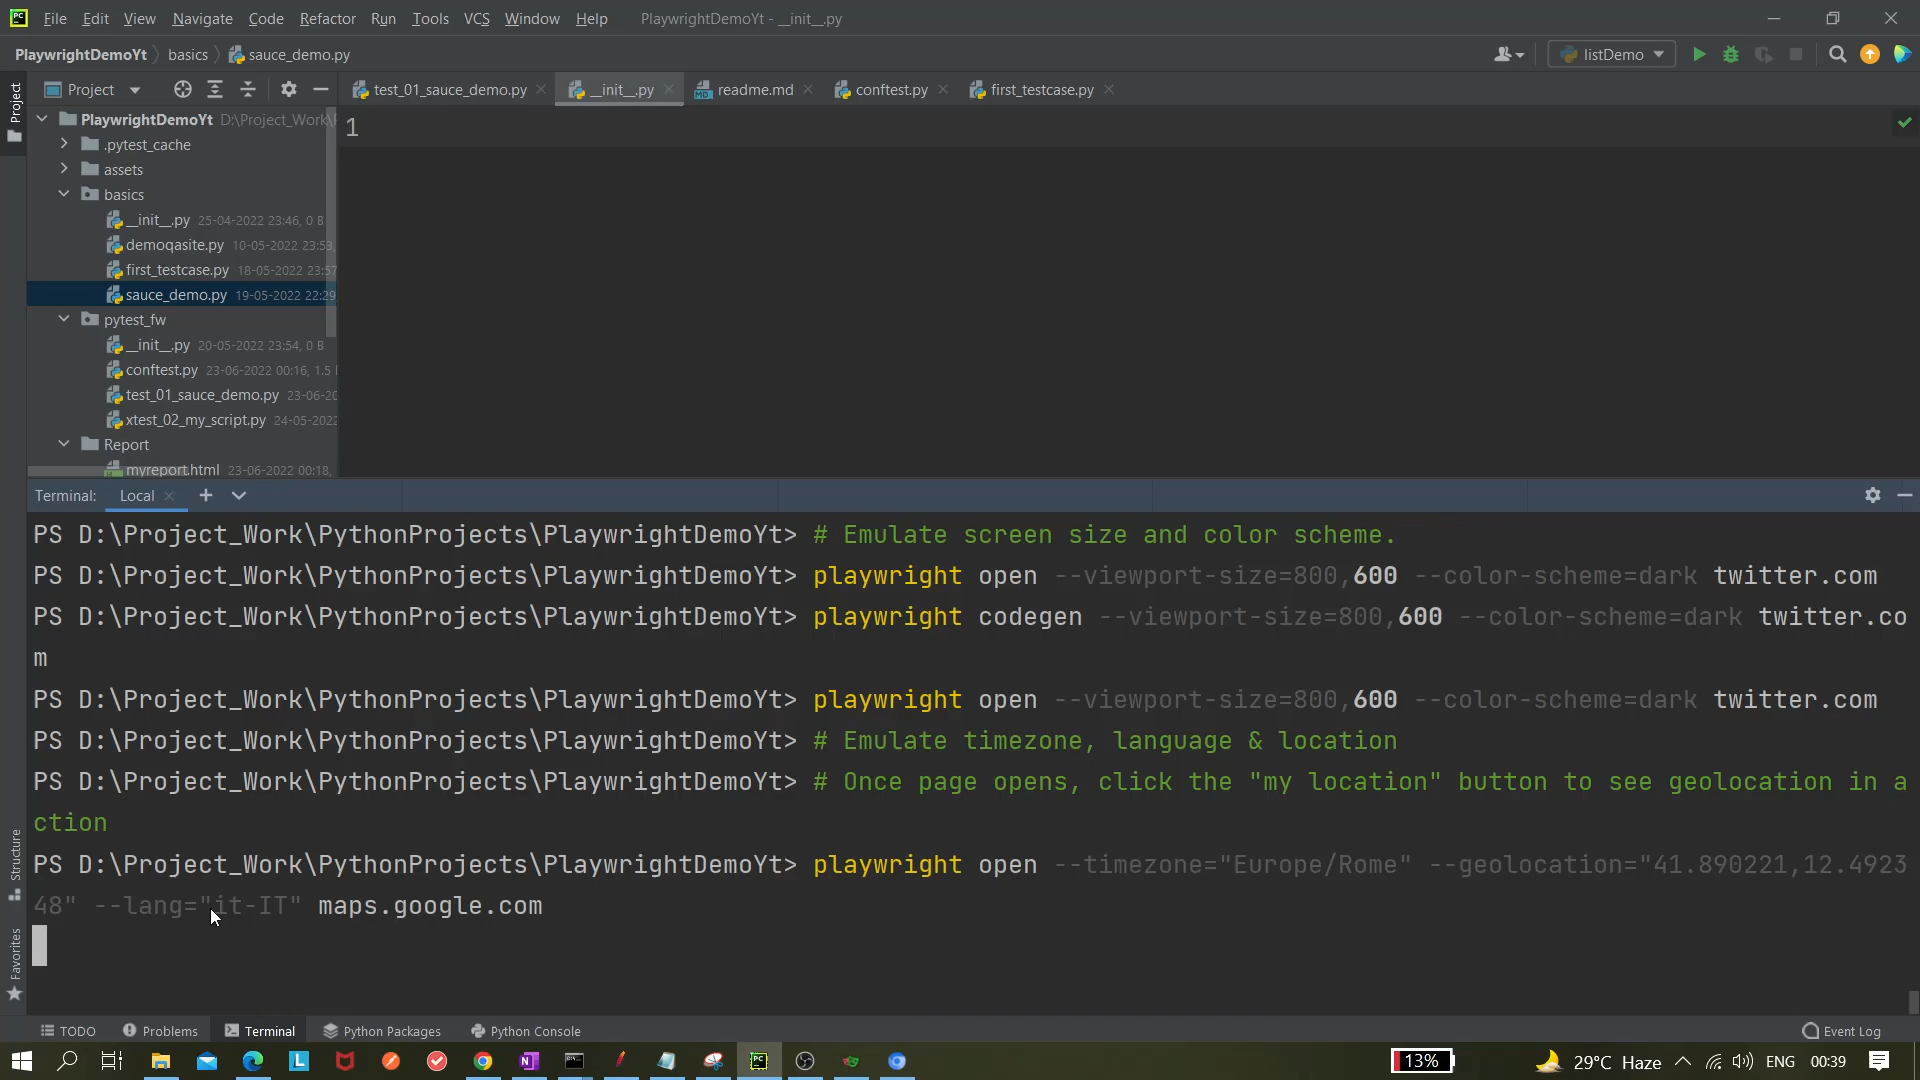 File Edit View Navigate Code Refactor Run Tools VCS Window Help PlaywrightDemoYt - __init__.py
PlaywrightDemoYt basics sauce_demo.py listDemo
Project
Project test_01_sauce_demo.py __init__.py readme.md conftest.py first_testcase.py
PlaywrightDemoYt D:\Project_Work\
1
.pytest_cache
assets
basics
__init__.py 25-04-2022 23:46, 0 B
demoqasite.py 10-05-2022 23:53,
first_testcase.py 18-05-2022 23:57
sauce_demo.py 19-05-2022 22:29
pytest_fw
__init__.py 20-05-2022 23:54, 0 B
conftest.py 23-06-2022 00:16, 1.5
test_01_sauce_demo.py 23-06-20
xtest_02_my_script.py 24-05-2022
Report
myreport.html 23-06-2022 00:18,
Terminal: Local
PS D:\Project_Work\PythonProjects\PlaywrightDemoYt> # Emulate screen size and color scheme.
PS D:\Project_Work\PythonProjects\PlaywrightDemoYt> playwright open --viewport-size=800,600 --color-scheme=dark twitter.com
PS D:\Project_Work\PythonProjects\PlaywrightDemoYt> playwright codegen --viewport-size=800,600 --color-scheme=dark twitter.co
m
PS D:\Project_Work\PythonProjects\PlaywrightDemoYt> playwright open --viewport-size=800,600 --color-scheme=dark twitter.com
PS D:\Project_Work\PythonProjects\PlaywrightDemoYt> # Emulate timezone, language & location
PS D:\Project_Work\PythonProjects\PlaywrightDemoYt> # Once page opens, click the "my location" button to see geolocation in a
ction
PS D:\Project_Work\PythonProjects\PlaywrightDemoYt> playwright open --timezone="Europe/Rome" --geolocation="41.890221,12.4923
48" --lang="it-IT" maps.google.com
Structure
Favorites
TODO Problems Terminal Python Packages Python Console Event Log
13% 29°C Haze ENG 00:39